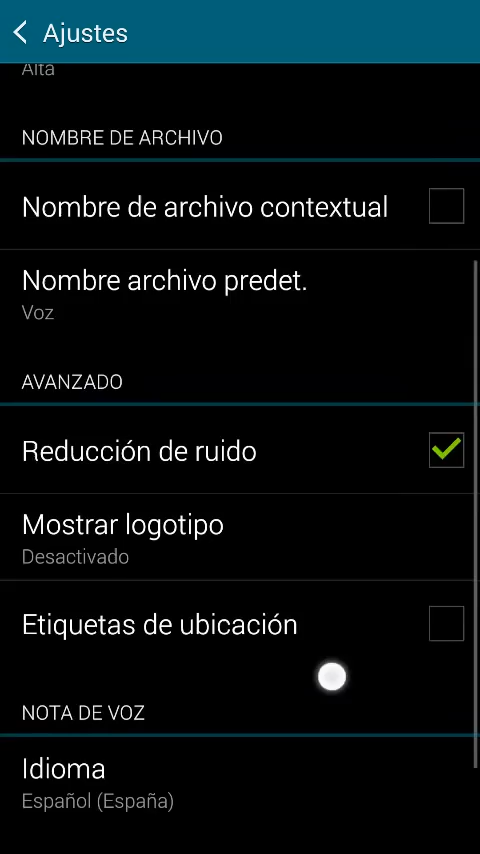 Ajustes
Alta
NOMBRE DE ARCHIVO
Nombre de archivo contextual
Nombre archivo predet.
Voz
AVANZADO
Reducción de ruido
Mostrar logotipo
Desactivado
Etiquetas de ubicación
NOTA DE VOZ
Idioma
Español (España)